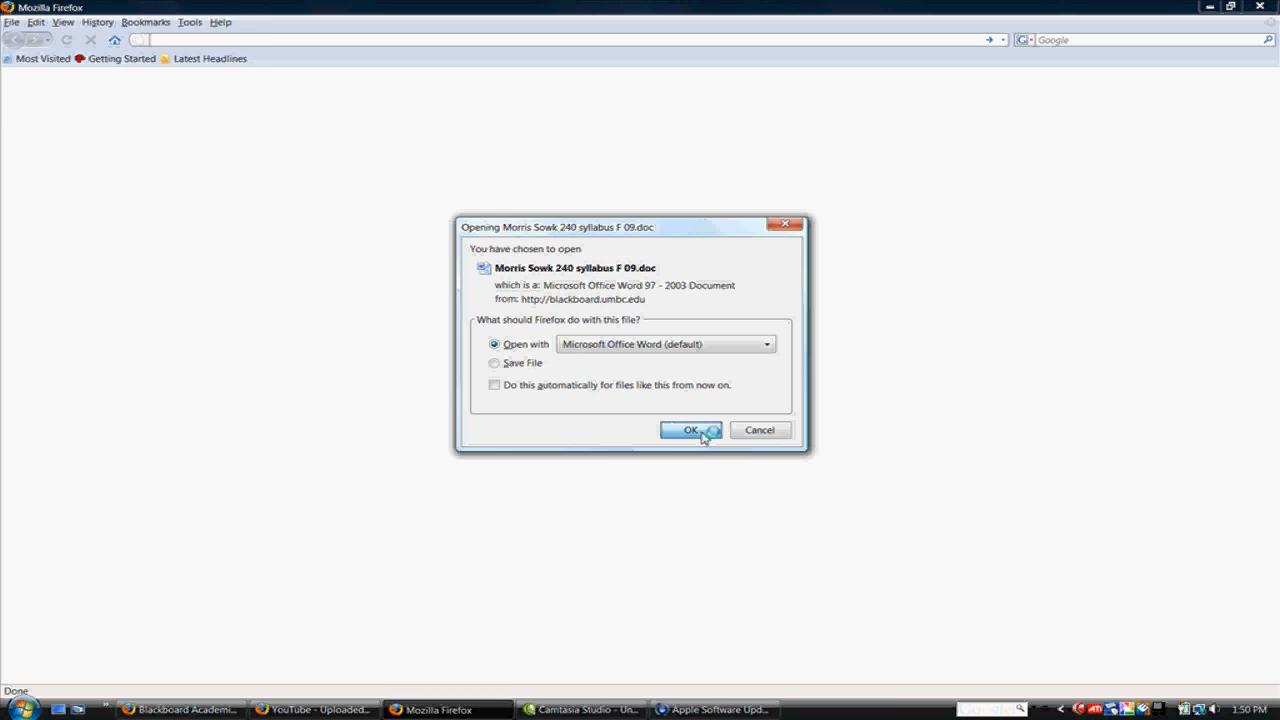 Mozilla Firefox
File Edit View History Bookmarks Tools Help
Google
Most Visited Getting Started Latest Headlines
Opening Morris Sowk 240 syllabus F 09.doc
You have chosen to open
Morris Sowk 240 syllabus F 09.doc
which is a: Microsoft Office Word 97 - 2003 Document
from: http://blackboard.umbc.edu
What should Firefox do with this file?
Open with Microsoft Office Word (default)
Save File
Do this automatically for files like this from now on.
OK Cancel
Done
Blackboard Academi... YouTube - Uploaded... Mozilla Firefox Camtasia Studio - Un... Apple Software Upd... 1:50 PM